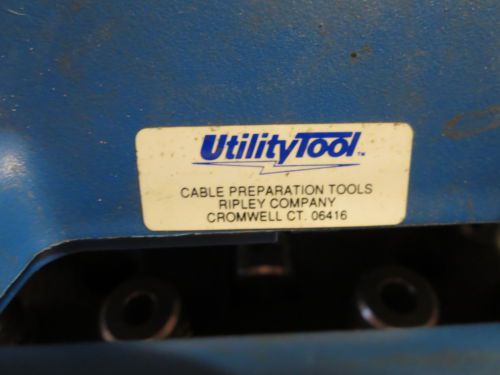 UtilityTool™
CABLE PREPARATION TOOLS
RIPLEY COMPANY
CROMWELL CT. 06416